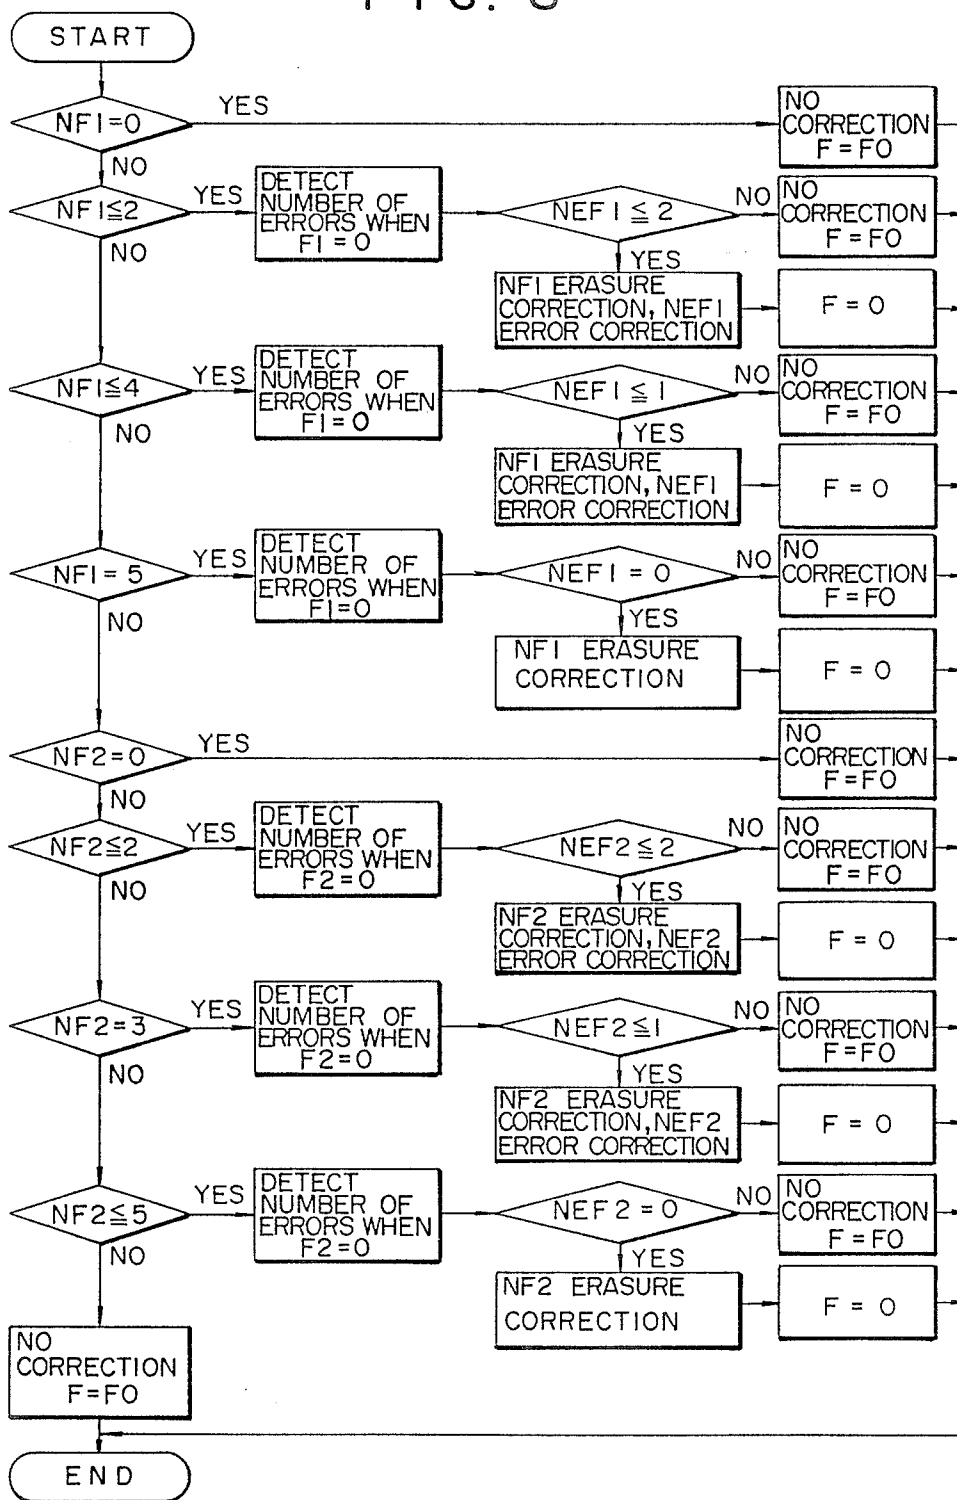 START
NF1=0
YES
NO
CORRECTION
F=F0
NO
NF1≦2
YES
DETECT
NUMBER OF
ERRORS WHEN
F1=0
NEF1≦2
NO
NO
CORRECTION
F=F0
NO
YES
NF1 ERASURE
CORRECTION, NEF1
ERROR CORRECTION
F=0
NF1≦4
YES
DETECT
NUMBER OF
ERRORS WHEN
F1=0
NEF1≦1
NO
NO
CORRECTION
F=F0
NO
YES
NF1 ERASURE
CORRECTION, NEF1
ERROR CORRECTION
F=0
NF1=5
YES
DETECT
NUMBER OF
ERRORS WHEN
F1=0
NEF1=0
NO
NO
CORRECTION
F=F0
NO
YES
NF1 ERASURE
CORRECTION
F=0
NF2=0
YES
NO
CORRECTION
F=F0
NO
NF2≦2
YES
DETECT
NUMBER OF
ERRORS WHEN
F2=0
NEF2≦2
NO
NO
CORRECTION
F=F0
NO
YES
NF2 ERASURE
CORRECTION, NEF2
ERROR CORRECTION
F=0
NF2=3
YES
DETECT
NUMBER OF
ERRORS WHEN
F2=0
NEF2≦1
NO
NO
CORRECTION
F=F0
NO
YES
NF2 ERASURE
CORRECTION, NEF2
ERROR CORRECTION
F=0
NF2≦5
YES
DETECT
NUMBER OF
ERRORS WHEN
F2=0
NEF2=0
NO
NO
CORRECTION
F=F0
NO
YES
NF2 ERASURE
CORRECTION
F=0
NO
CORRECTION
F=F0
END